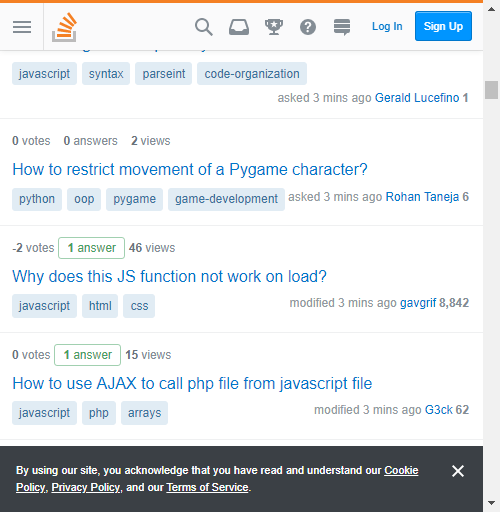 Log In
Sign Up
javascript syntax parseint code-organization
asked 3 mins ago Gerald Lucefino 1
0 votes 0 answers 2 views
How to restrict movement of a Pygame character?
python oop pygame game-development asked 3 mins ago Rohan Taneja 6
-2 votes 1 answer 46 views
Why does this JS function not work on load?
javascript html css modified 3 mins ago gavgrif 8,842
0 votes 1 answer 15 views
How to use AJAX to call php file from javascript file
javascript php arrays modified 3 mins ago G3ck 62
By using our site, you acknowledge that you have read and understand our Cookie
Policy, Privacy Policy, and our Terms of Service.